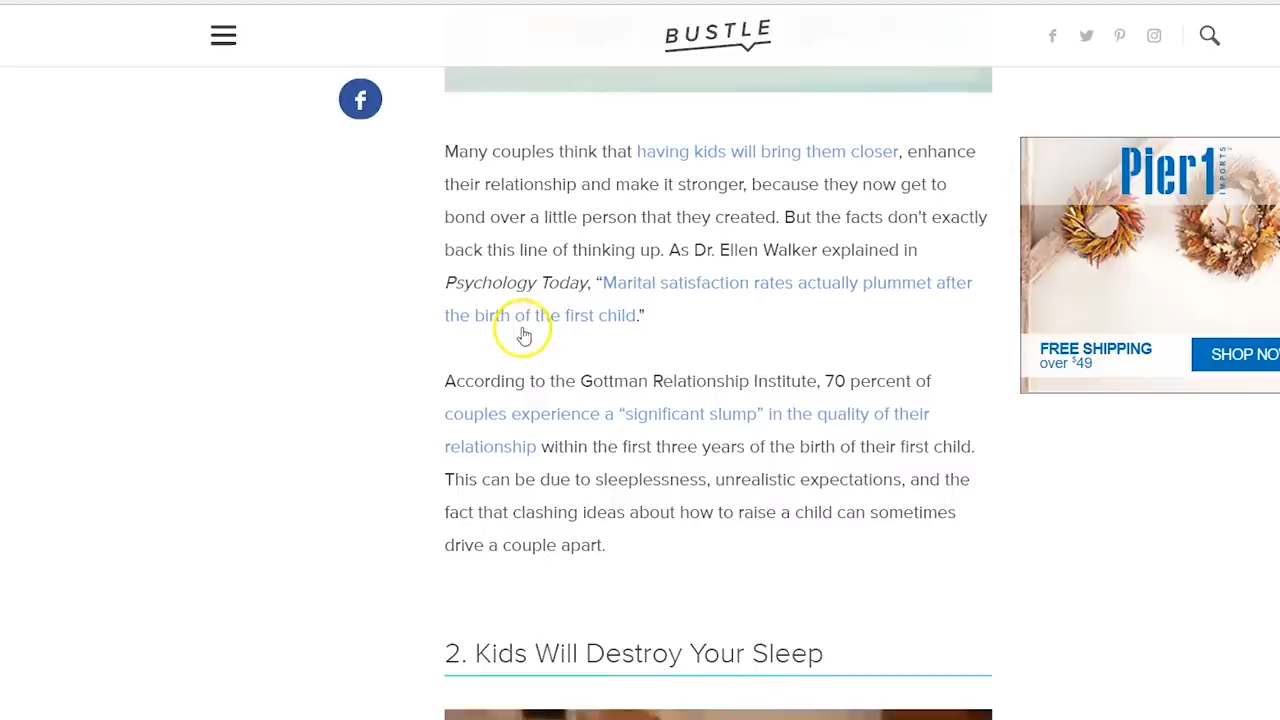 BUSTLE
Many couples think that having kids will bring them closer, enhance
their relationship and make it stronger, because they now get to
bond over a little person that they created. But the facts don't exactly
back this line of thinking up. As Dr. Ellen Walker explained in
Psychology Today, “Marital satisfaction rates actually plummet after
the birth of the first child."
According to the Gottman Relationship Institute, 70 percent of
couples experience a “significant slump” in the quality of their
relationship within the first three years of the birth of their first child.
This can be due to sleeplessness, unrealistic expectations, and the
fact that clashing ideas about how to raise a child can sometimes
drive a couple apart.
2. Kids Will Destroy Your Sleep
Pier1
IMPORTS
FREE SHIPPING
over $49
SHOP NO